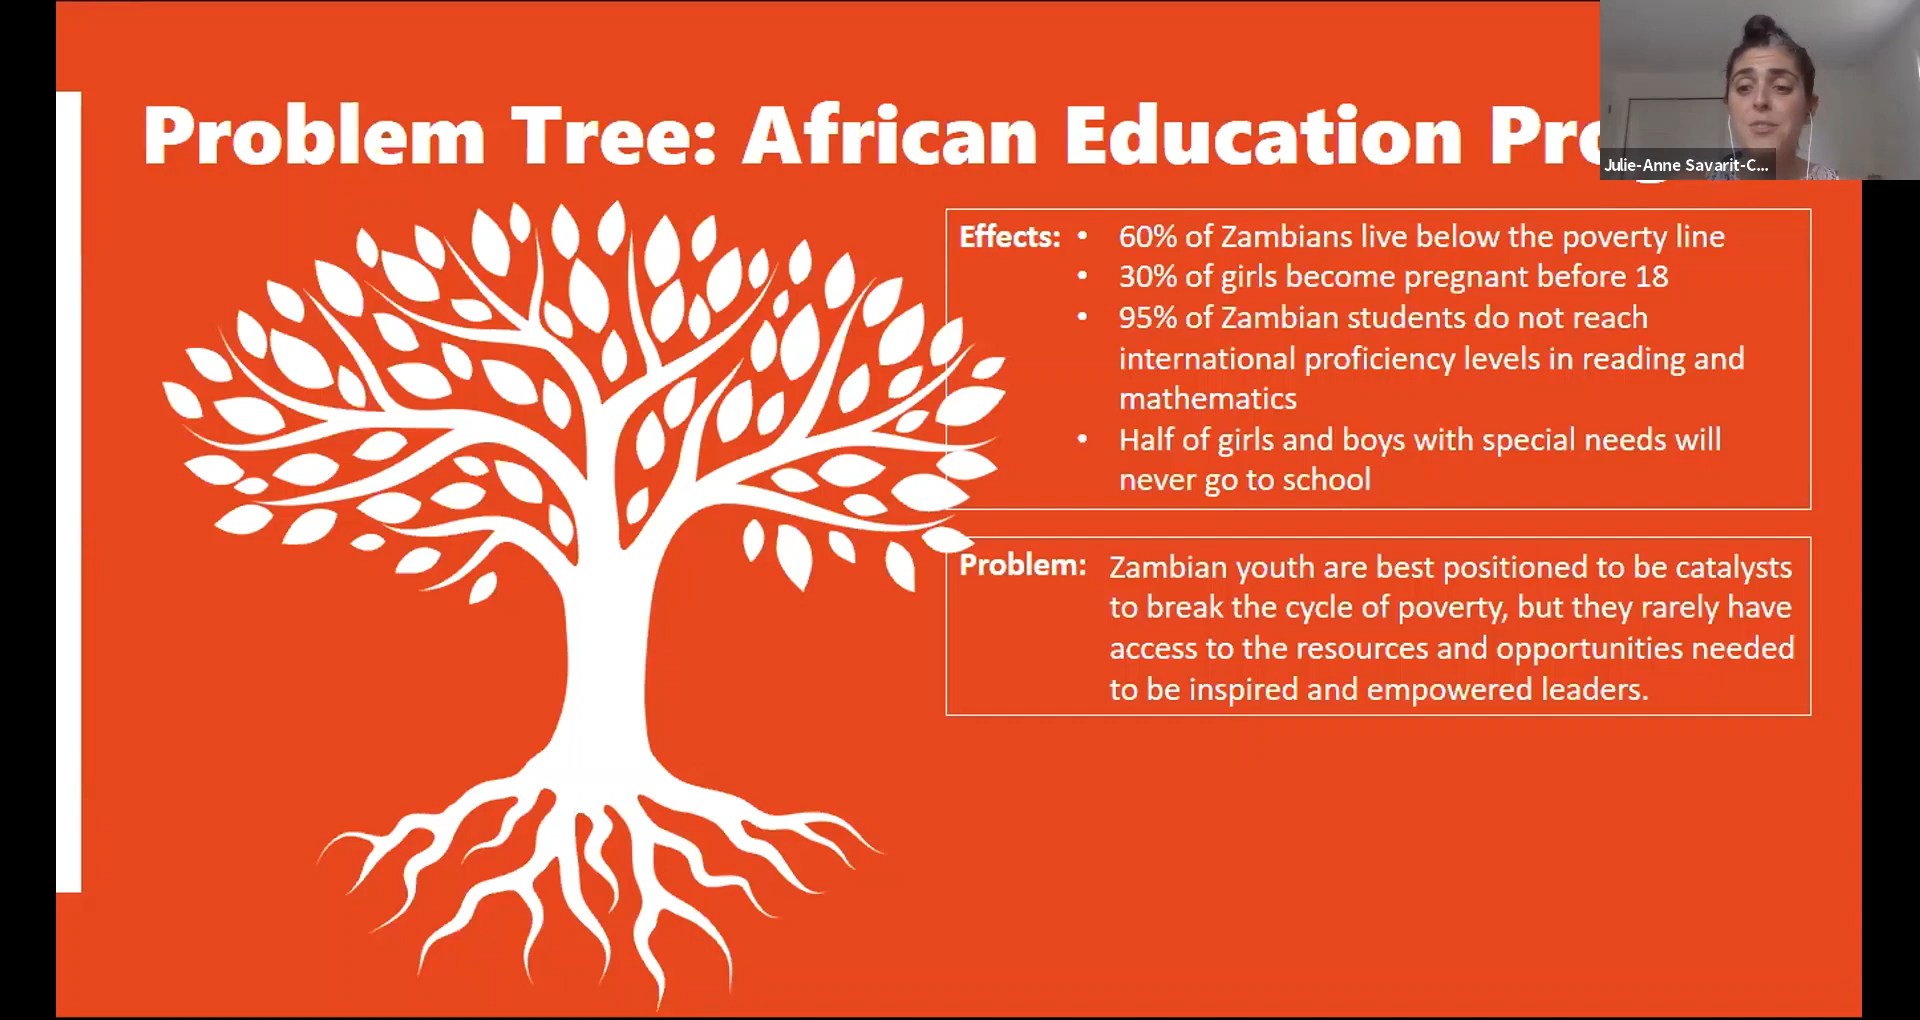 Problem Tree: African Education
Julie-Anne Savarit-C...
Effects: • 60% of Zambians live below the poverty line
• 30% of girls become pregnant before 18
• 95% of Zambian students do not reach
international proficiency levels in reading and
mathematics
• Half of girls and boys with special needs will
never go to school
Problem: Zambian youth are best positioned to be catalysts
to break the cycle of poverty, but they rarely have
access to the resources and opportunities needed
to be inspired and empowered leaders.